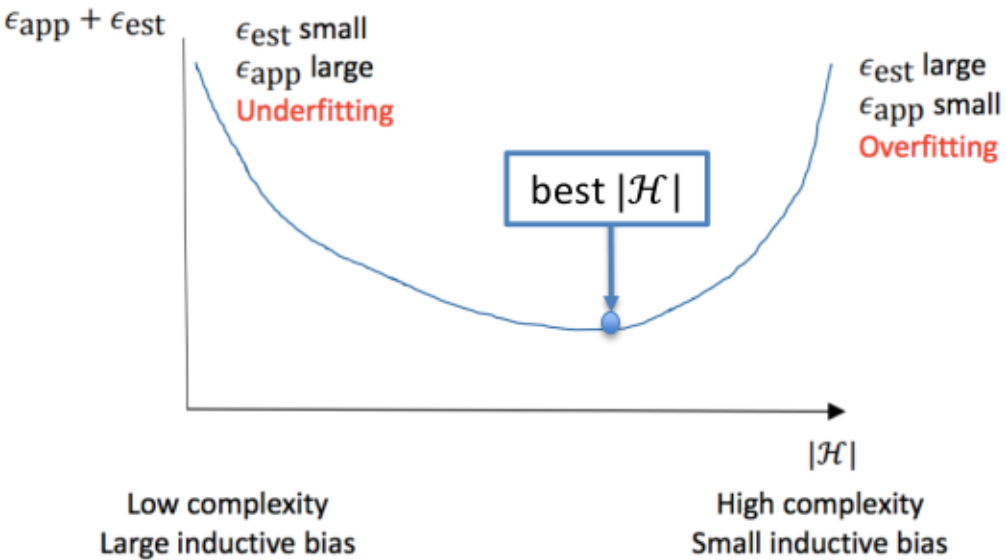 ϵapp + ϵest
ϵest small
ϵapp large
Underfitting
ϵest large
ϵapp small
Overfitting
best |ℋ|
|ℋ|
Low complexity
Large inductive bias
High complexity
Small inductive bias